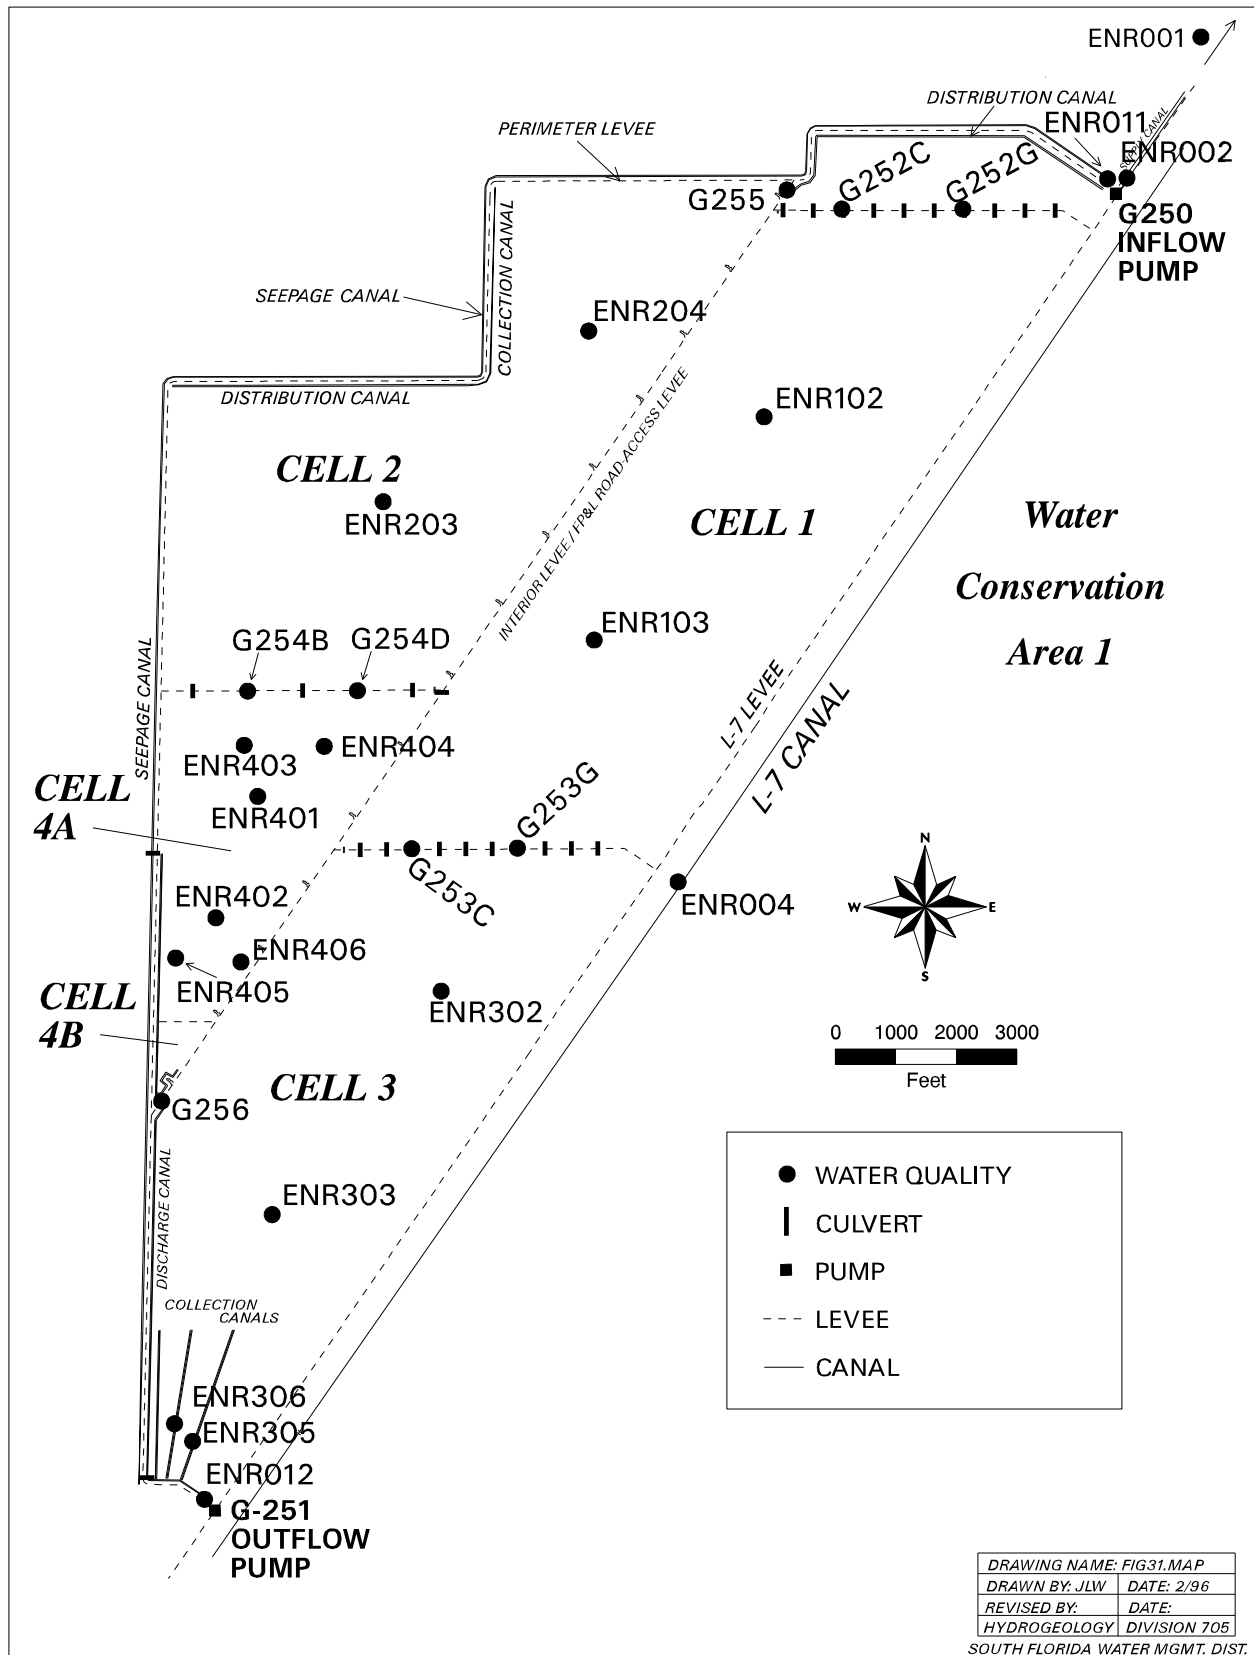 ENR001
DISTRIBUTION CANAL
ENR011
SUPPLY CANAL
PERIMETER LEVEE
ENR002
G252C
G252G
G255
G250
INFLOW
PUMP
COLLECTION CANAL
SEEPAGE CANAL
ENR204
DISTRIBUTION CANAL
ENR102
INTERIOR LEVEE / FP&L ROAD-ACCESS LEVEE
CELL 2
ENR203
CELL 1
Water
Conservation
Area 1
ENR103
G254B
G254D
SEEPAGE CANAL
L-7 LEVEE
L-7 CANAL
ENR403
ENR404
CELL
4A
ENR401
G253G
G253C
ENR402
ENR004
N
W
E
S
ENR406
ENR405
CELL
4B
ENR302
0 1000 2000 3000
Feet
CELL 3
G256
DISCHARGE CANAL
ENR303
WATER QUALITY
CULVERT
PUMP
LEVEE
CANAL
COLLECTION
CANALS
ENR306
ENR305
ENR012
G-251
OUTFLOW
PUMP
DRAWING NAME: FIG31.MAP
DRAWN BY: JLW DATE: 2/96
REVISED BY: DATE:
HYDROGEOLOGY DIVISION 705
SOUTH FLORIDA WATER MGMT. DIST.